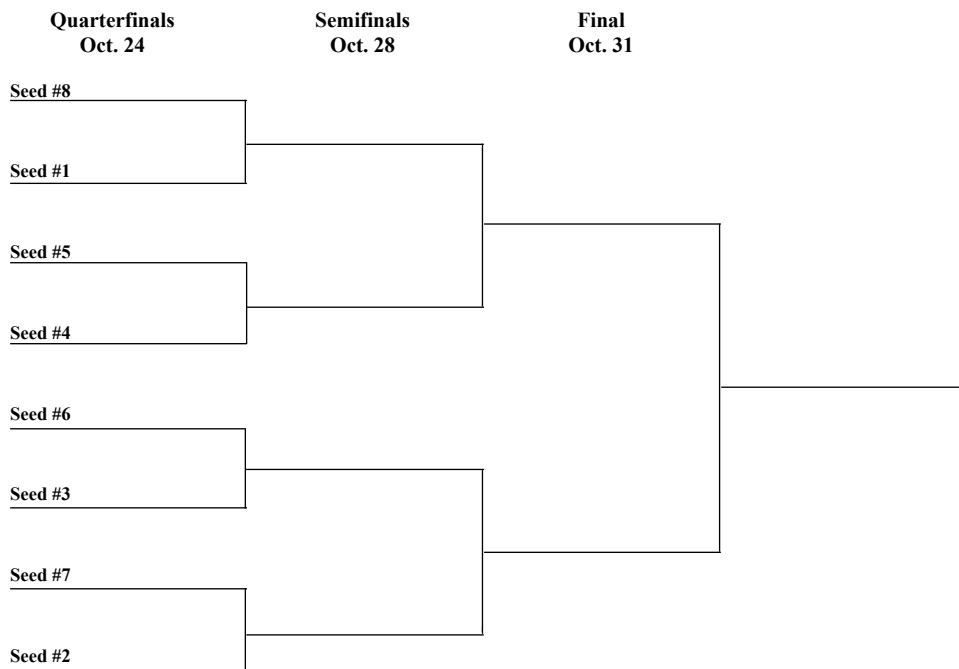 Quarterfinals
Oct. 24
Semifinals
Oct. 28
Final
Oct. 31
Seed #8
Seed #1
Seed #5
Seed #4
Seed #6
Seed #3
Seed #7
Seed #2